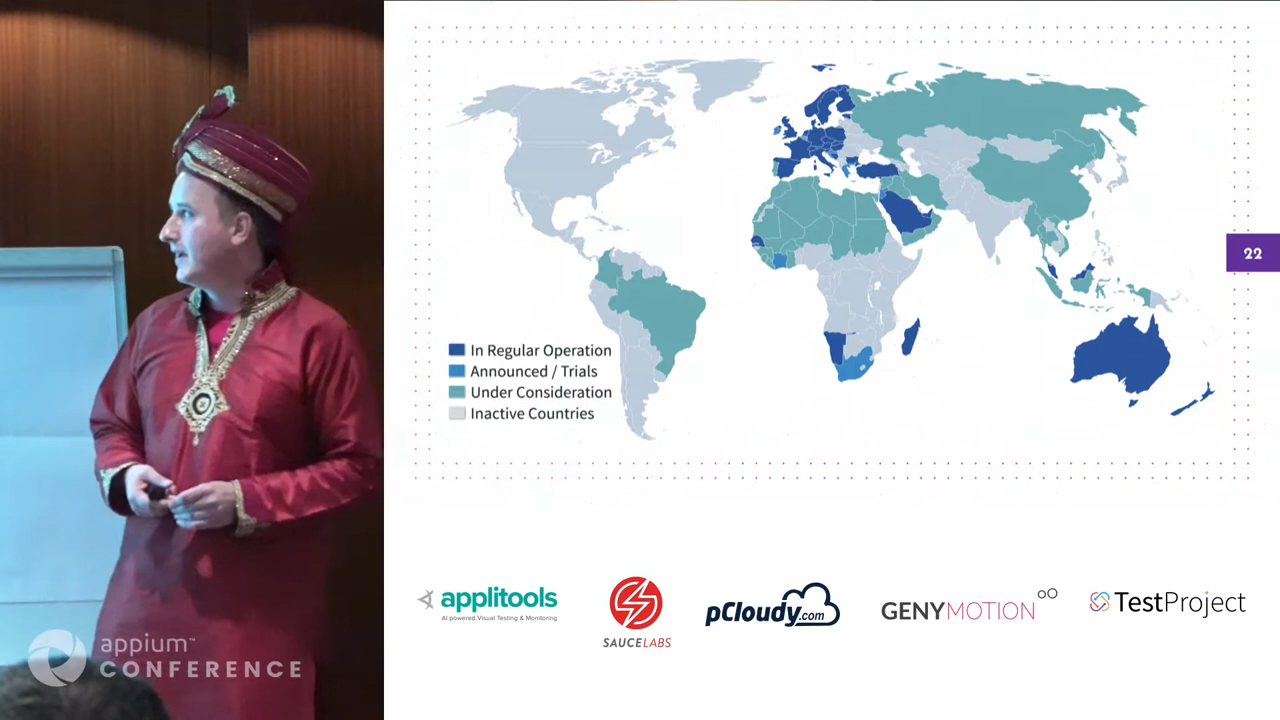 22
In Regular Operation
Announced / Trials
Under Consideration
Inactive Countries
applitools
AI powered Visual Testing & Monitoring
SAUCELABS
pCloudy.com
GENYMOTION
TestProject
appium™
CONFERENCE